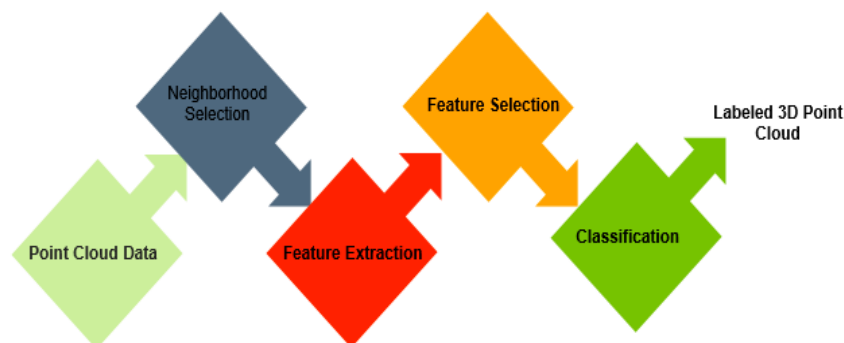 Point Cloud Data
Neighborhood
Selection
Feature Extraction
Feature Selection
Classification
Labeled 3D Point
Cloud